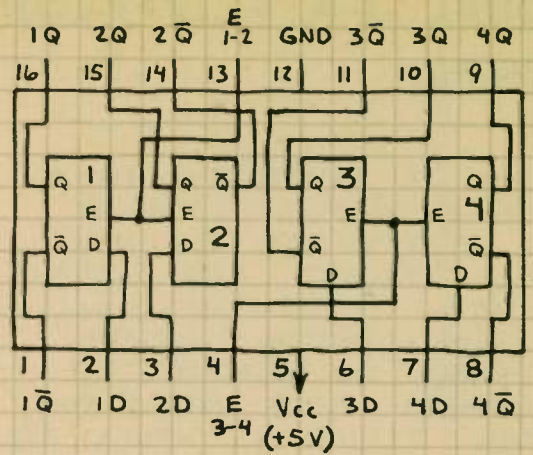 1Q 2Q 2Q̅ E 1-2 GND 3Q̅ 3Q 4Q
16 15 14 13 12 11 10 9
1 3
Q Q Q̅ Q Q
E E E E 4
Q̅ D D 2 Q̅ Q̅
D D
1 2 3 4 5 6 7 8
1Q̅ 1D 2D E Vcc 3D 4D 4Q̅
3-4 (+5V)